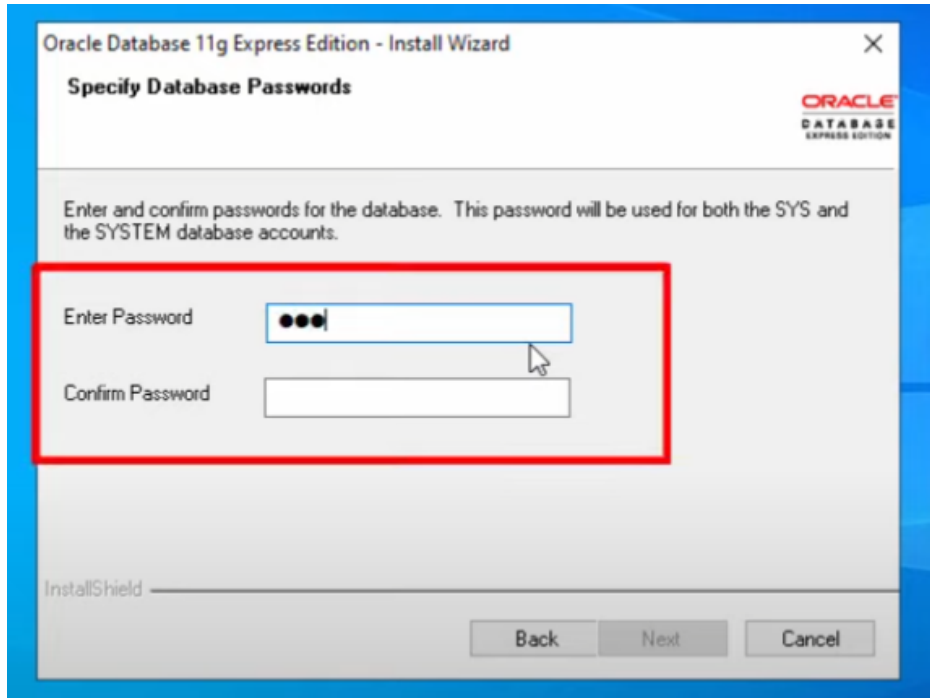 Oracle Database 11g Express Edition - Install Wizard
Specify Database Passwords
ORACLE
DATABASE
EXPRESS EDITION
Enter and confirm passwords for the database. This password will be used for both the SYS and
the SYSTEM database accounts.
Enter Password
Confirm Password
InstallShield
Back Next Cancel